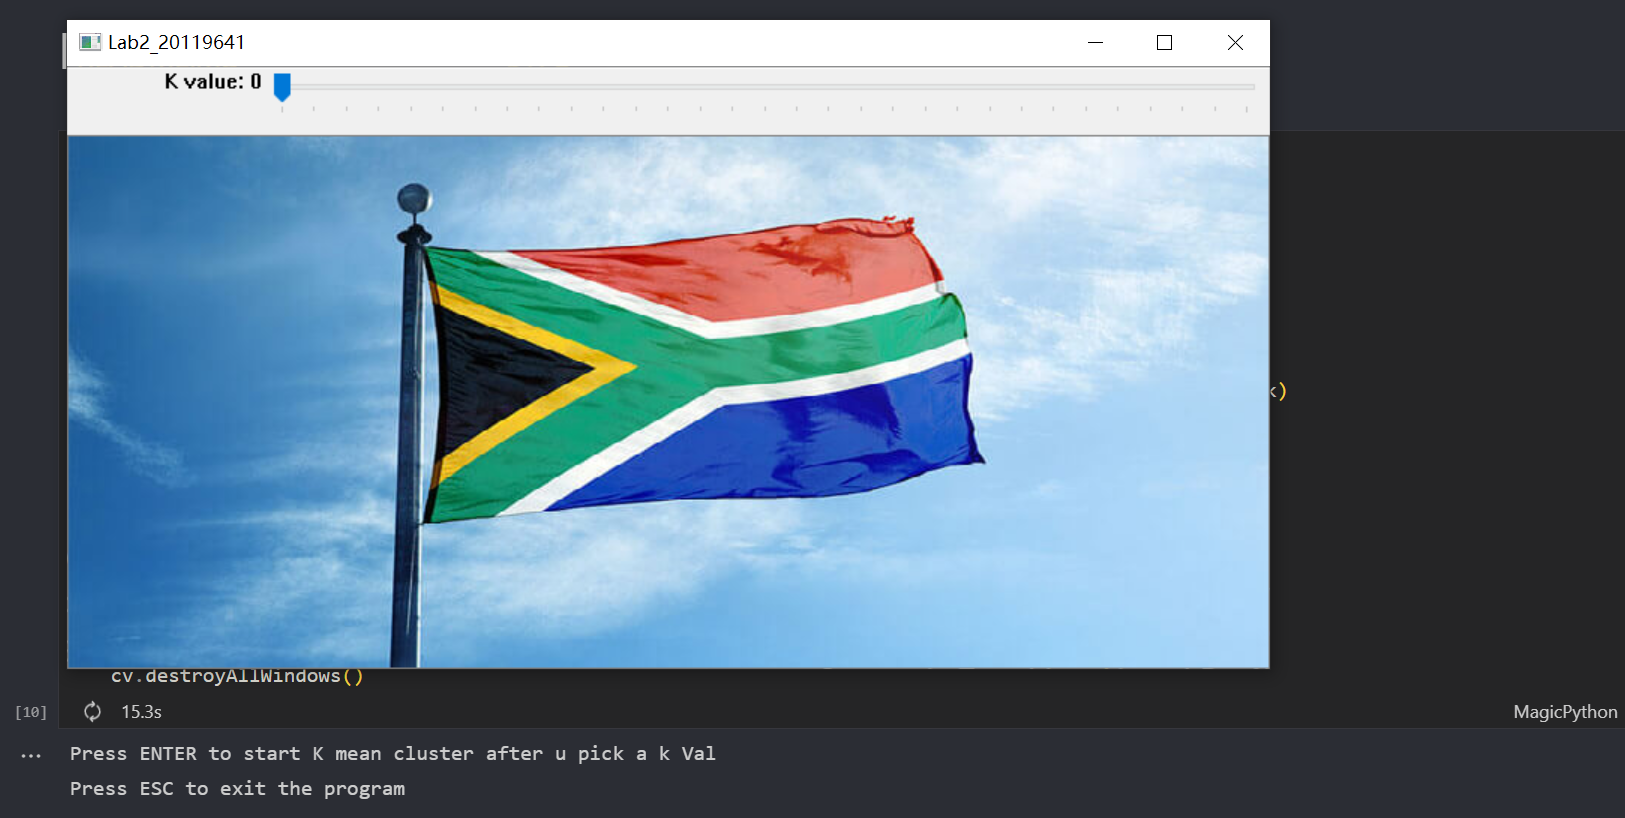 Lab2_20119641
K value: 0
)
cv.destroyAllWindows()
[10]
15.3s
MagicPython
... Press ENTER to start K mean cluster after u pick a k Val
Press ESC to exit the program